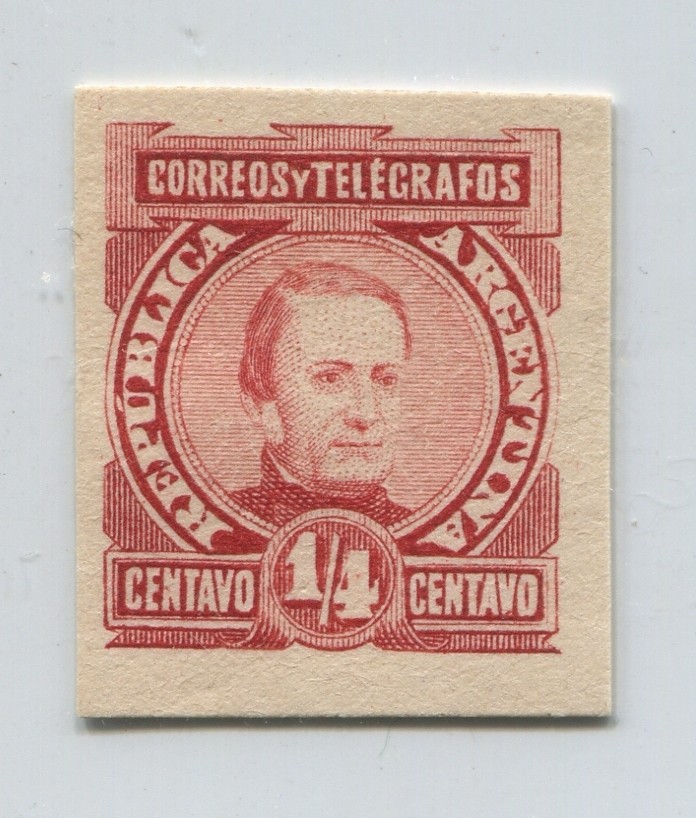 CORREOS Y TELÉGRAFOS
REPÚBLICA ARGENTINA
1/4
CENTAVO CENTAVO